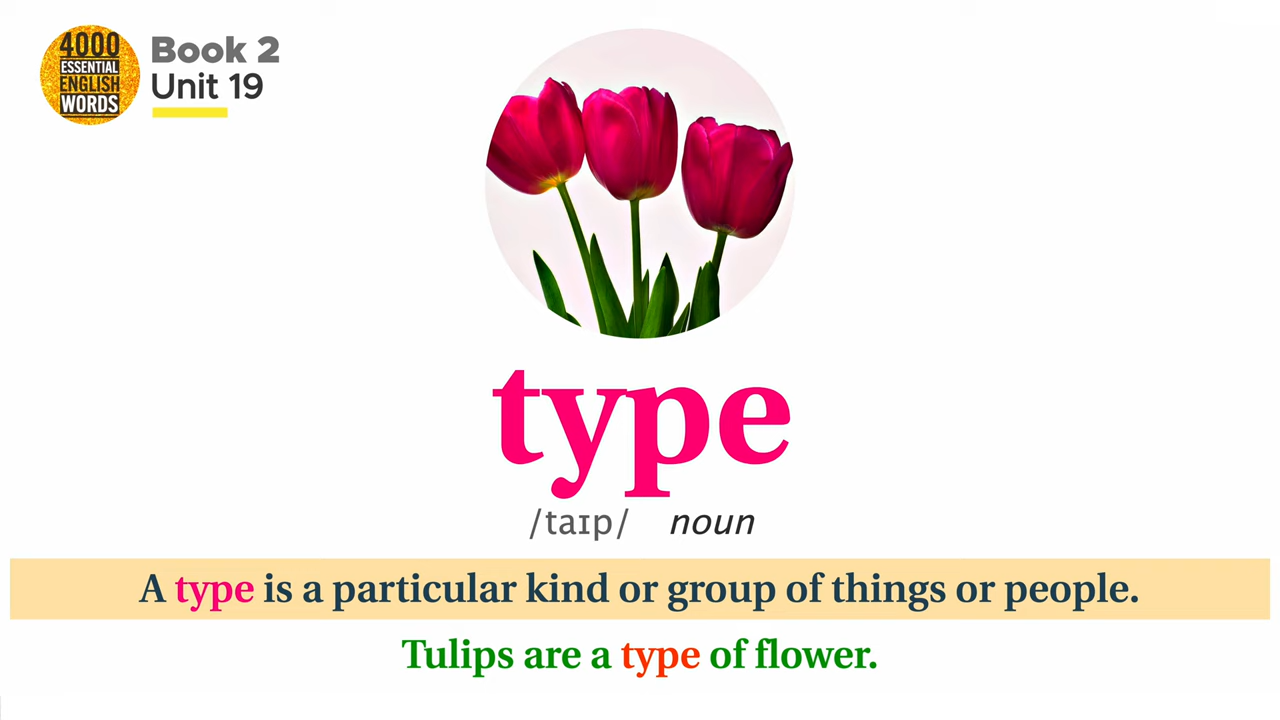 4000
ESSENTIAL
ENGLISH
WORDS
Book 2
Unit 19
type
/taɪp/ noun
A type is a particular kind or group of things or people.
Tulips are a type of flower.